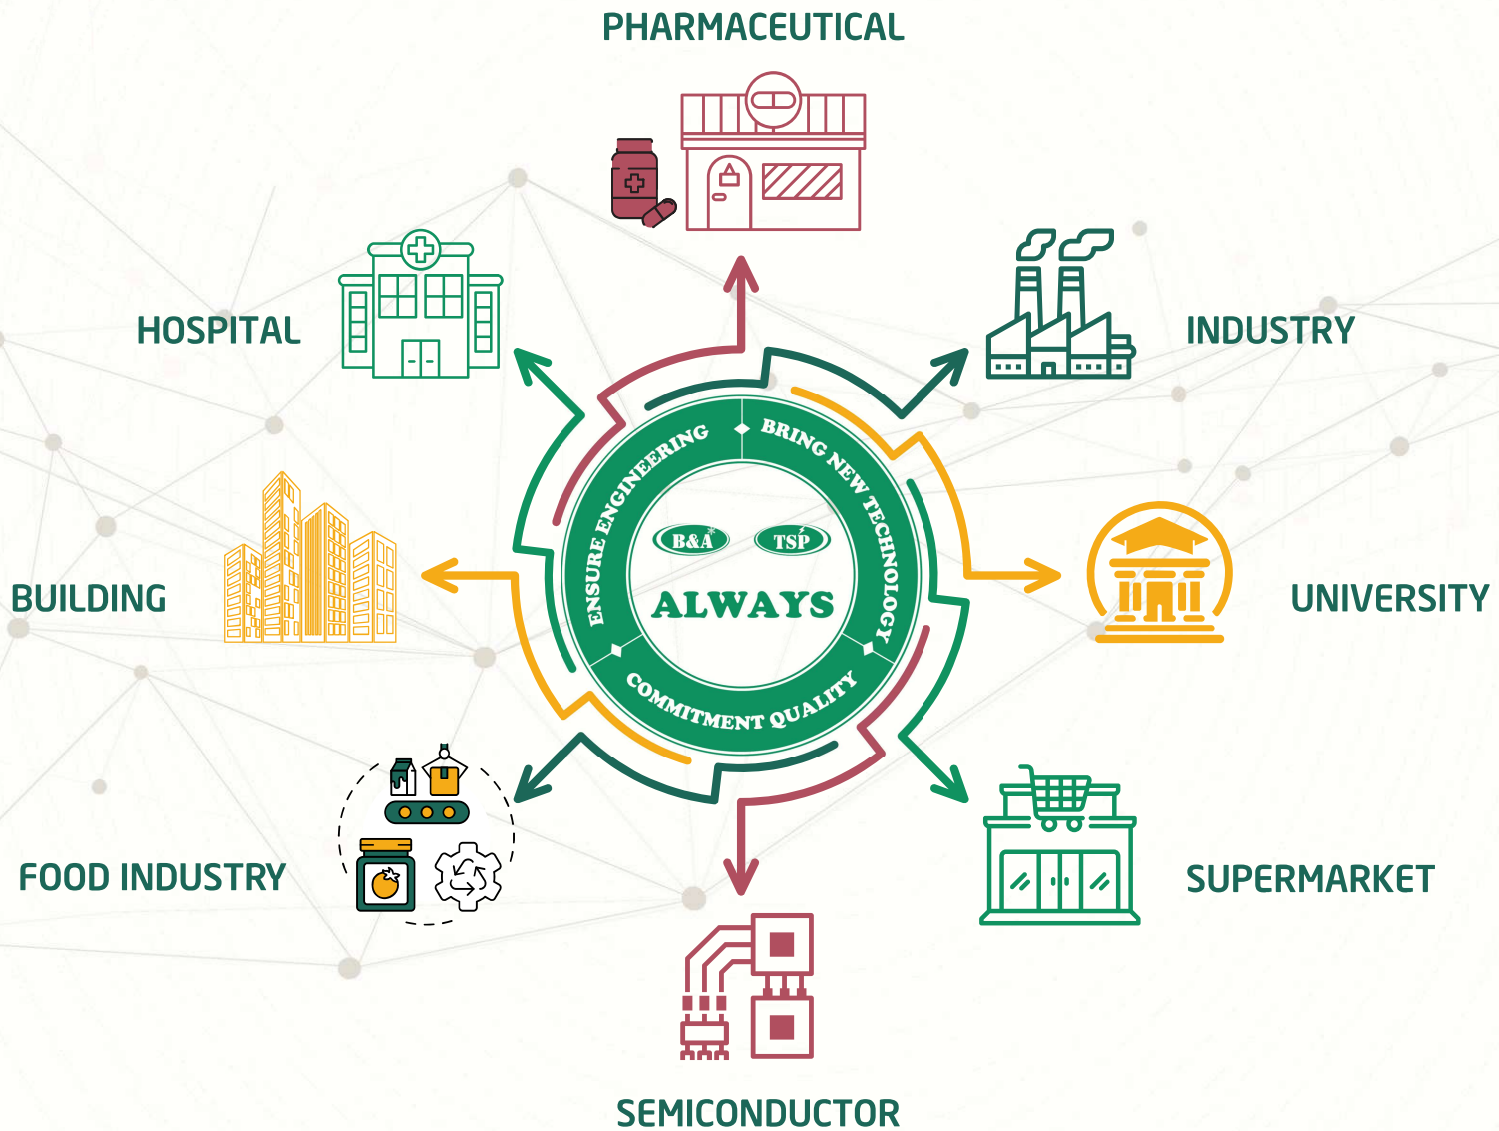 PHARMACEUTICAL
HOSPITAL
INDUSTRY
ENSURE ENGINEERING
BRING NEW TECHNOLOGY
B&A
TSP
ALWAYS
COMMITMENT QUALITY
BUILDING
UNIVERSITY
FOOD INDUSTRY
SUPERMARKET
SEMICONDUCTOR